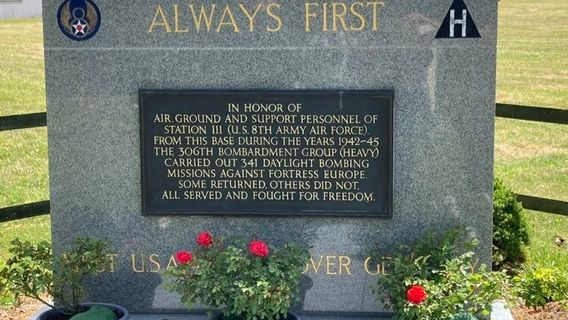 ALWAYS FIRST
H
IN HONOR OF
AIR, GROUND AND SUPPORT PERSONNEL OF
STATION 111 (U.S. 8TH ARMY AIR FORCE).
FROM THIS BASE DURING THE YEARS 1942-45
THE 306TH BOMBARDMENT GROUP (HEAVY)
CARRIED OUT 341 DAYLIGHT BOMBING
MISSIONS AGAINST FORTRESS EUROPE.
SOME RETURNED, OTHERS DID NOT,
ALL SERVED AND FOUGHT FOR FREEDOM.
U.S.A. OVER